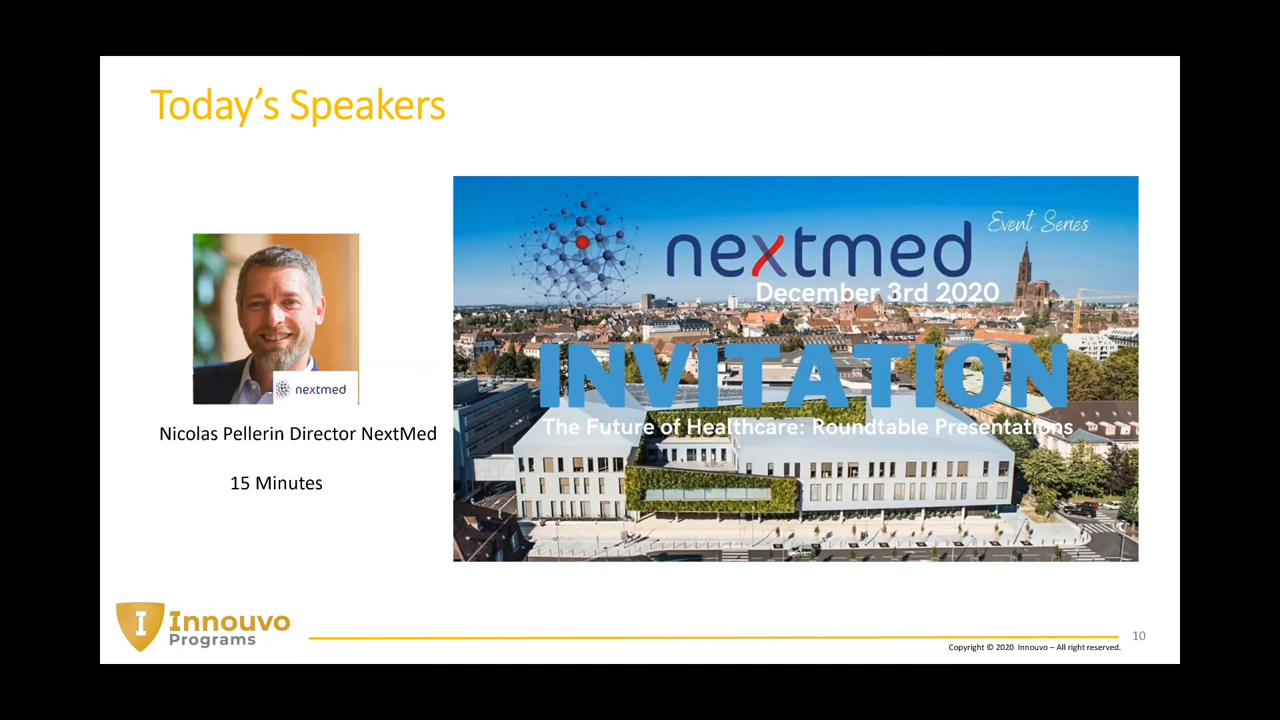 Today's Speakers
nextmed
Nicolas Pellerin Director NextMed
15 Minutes
nextmed
Event Series
December 3rd 2020
INVITATION
The Future of Healthcare: Roundtable Presentations
I
Innouvo
Programs
10
Copyright © 2020 Innouvo – All right reserved.